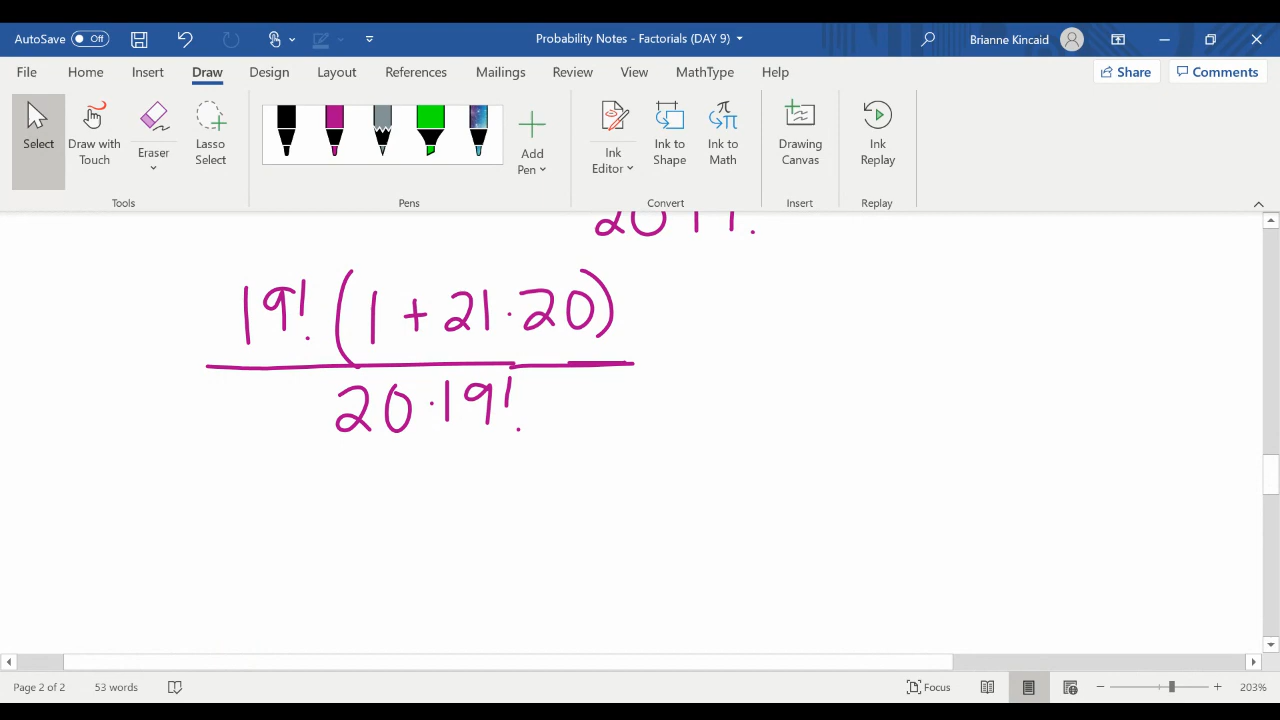 AutoSave Off Probability Notes - Factorials (DAY 9) Brianne Kincaid
File Home Insert Draw Design Layout References Mailings Review View MathType Help Share Comments
Select
Draw with Touch
Eraser
Lasso Select
Add Pen
Ink Editor
Ink to Shape
Ink to Math
Drawing Canvas
Ink Replay
Tools Pens Convert Insert Replay
19! (1 + 21 · 20)
20 · 19!
Page 2 of 2 53 words Focus 203%